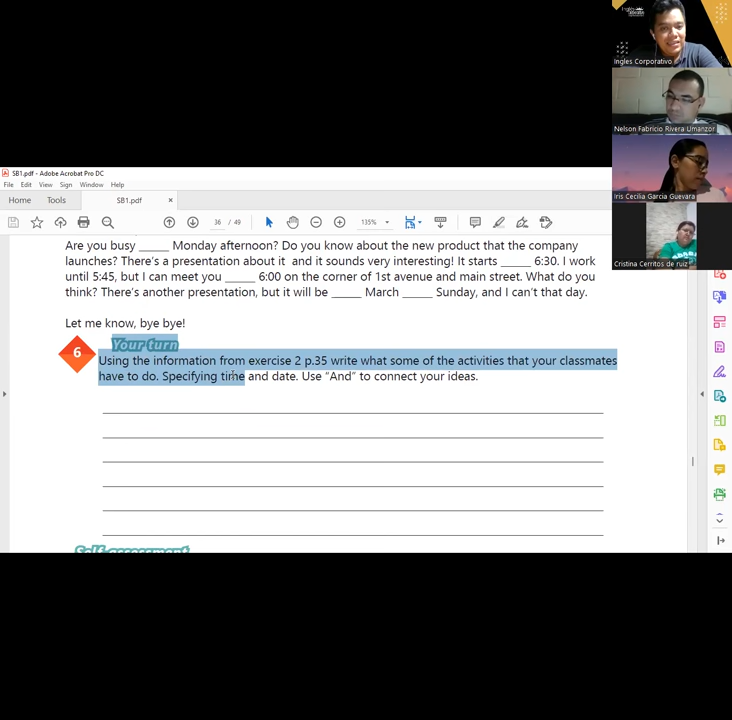 Ingles Corporativo
Nelson Fabricio Rivera Umanzor
SB1.pdf - Adobe Acrobat Pro DC
Iris Cecilia Garcia Guevara
File Edit View Sign Window Help
Home Tools SB1.pdf ×
36 / 49 135%
Cristina Cerritos de ruiz
Are you busy _____ Monday afternoon? Do you know about the new product that the company
launches? There's a presentation about it and it sounds very interesting! It starts _____ 6:30. I work
until 5:45, but I can meet you _____ 6:00 on the corner of 1st avenue and main street. What do you
think? There's another presentation, but it will be _____ March _____ Sunday, and I can't that day.
Let me know, bye bye!
Your turn
6
Using the information from exercise 2 p.35 write what some of the activities that your classmates
have to do. Specifying time and date. Use “And” to connect your ideas.
Self-assessment